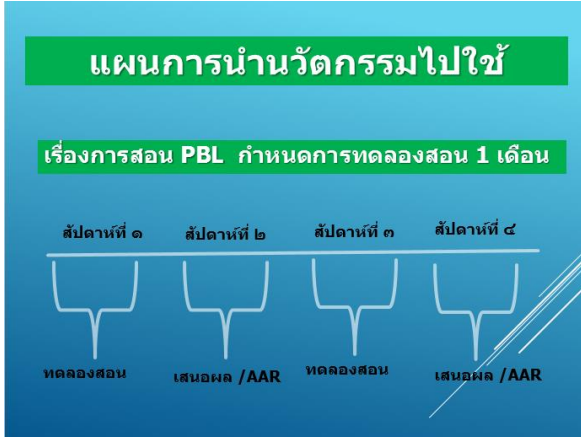 แผนการนำนวัตกรรมไปใช้
เรื่องการสอน PBL กำหนดการทดลองสอน 1 เดือน
สัปดาห์ที่ ๑ สัปดาห์ที่ ๒ สัปดาห์ที่ ๓ สัปดาห์ที่ ๔
ทดลองสอน เสนอผล /AAR ทดลองสอน เสนอผล /AAR